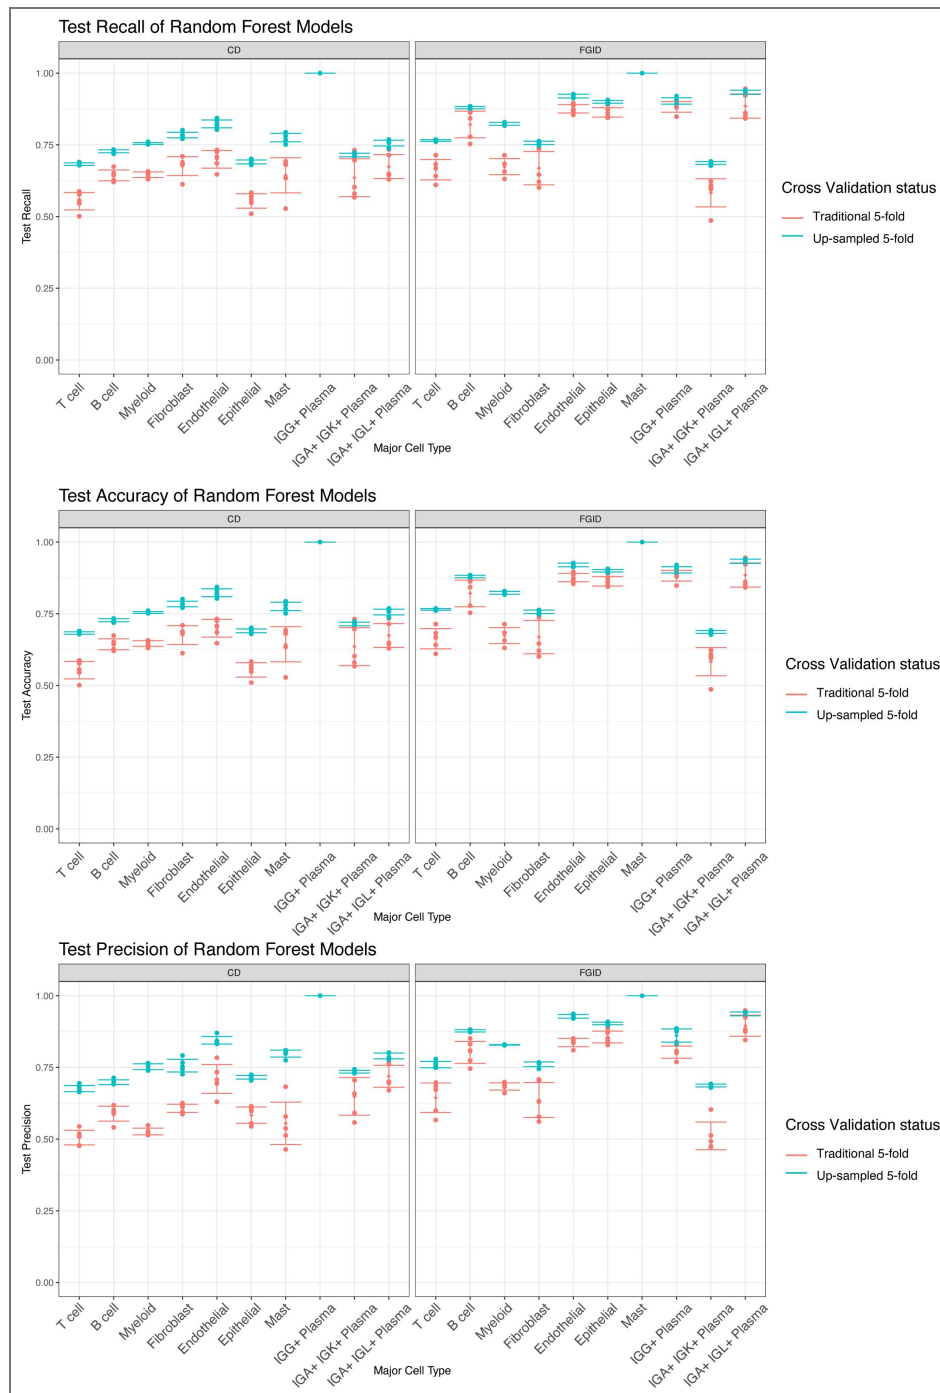 Test Recall of Random Forest Models
CD
FGID
1.00
0.75
0.50
0.25
0.00
Test Recall
T cell
B cell
Myeloid
Fibroblast
Endothelial
Epithelial
Mast
IGG+ Plasma
IGA+ IGK+ Plasma
IGA+ IGL+ Plasma
T cell
B cell
Myeloid
Fibroblast
Endothelial
Epithelial
Mast
IGG+ Plasma
IGA+ IGK+ Plasma
IGA+ IGL+ Plasma
Major Cell Type
Cross Validation status
Traditional 5-fold
Up-sampled 5-fold
Test Accuracy of Random Forest Models
CD
FGID
1.00
0.75
0.50
0.25
0.00
Test Accuracy
T cell
B cell
Myeloid
Fibroblast
Endothelial
Epithelial
Mast
IGG+ Plasma
IGA+ IGK+ Plasma
IGA+ IGL+ Plasma
T cell
B cell
Myeloid
Fibroblast
Endothelial
Epithelial
Mast
IGG+ Plasma
IGA+ IGK+ Plasma
IGA+ IGL+ Plasma
Major Cell Type
Cross Validation status
Traditional 5-fold
Up-sampled 5-fold
Test Precision of Random Forest Models
CD
FGID
1.00
0.75
0.50
0.25
0.00
Test Precision
T cell
B cell
Myeloid
Fibroblast
Endothelial
Epithelial
Mast
IGG+ Plasma
IGA+ IGK+ Plasma
IGA+ IGL+ Plasma
T cell
B cell
Myeloid
Fibroblast
Endothelial
Epithelial
Mast
IGG+ Plasma
IGA+ IGK+ Plasma
IGA+ IGL+ Plasma
Major Cell Type
Cross Validation status
Traditional 5-fold
Up-sampled 5-fold